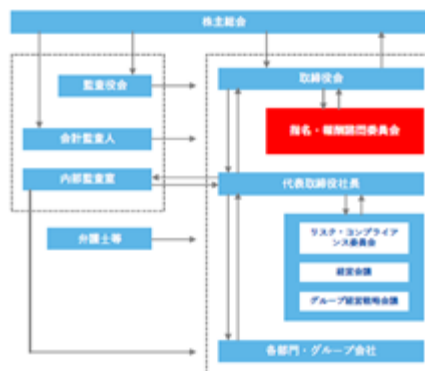 株主総会
監査役会
取締役会
指名・報酬諮問委員会
会計監査人
内部監査室
代表取締役社長
リスク・コンプライア
ンス委員会
弁護士等
経営会議
グループ経営戦略会議
各部門・グループ会社